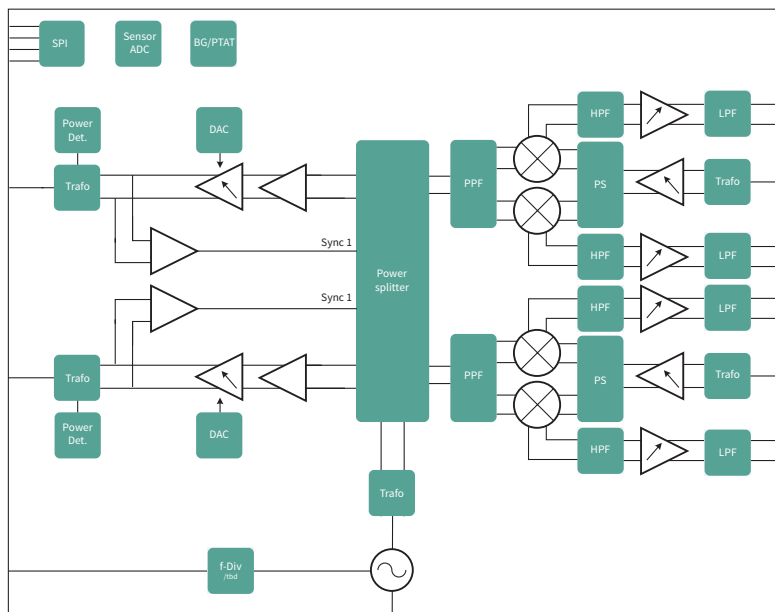 SPI
Sensor
ADC
BG/PTAT
Power
Det.
DAC
HPF
LPF
Trafo
PPF
PS
Trafo
Sync 1
HPF
LPF
Power
splitter
Sync 1
HPF
LPF
Trafo
PPF
PS
Trafo
Power
Det.
DAC
HPF
LPF
Trafo
f-Div
/tbd